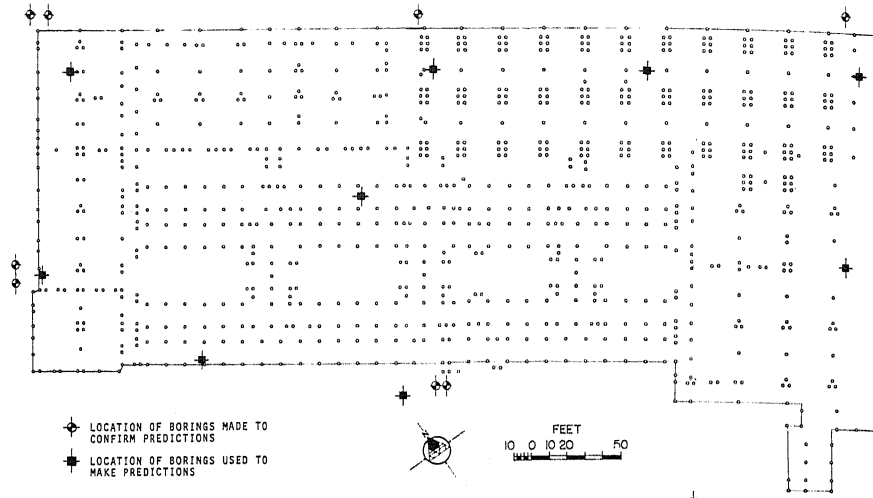 LOCATION OF BORINGS MADE TO
CONFIRM PREDICTIONS
LOCATION OF BORINGS USED TO
MAKE PREDICTIONS
FEET
10 0 10 20 50